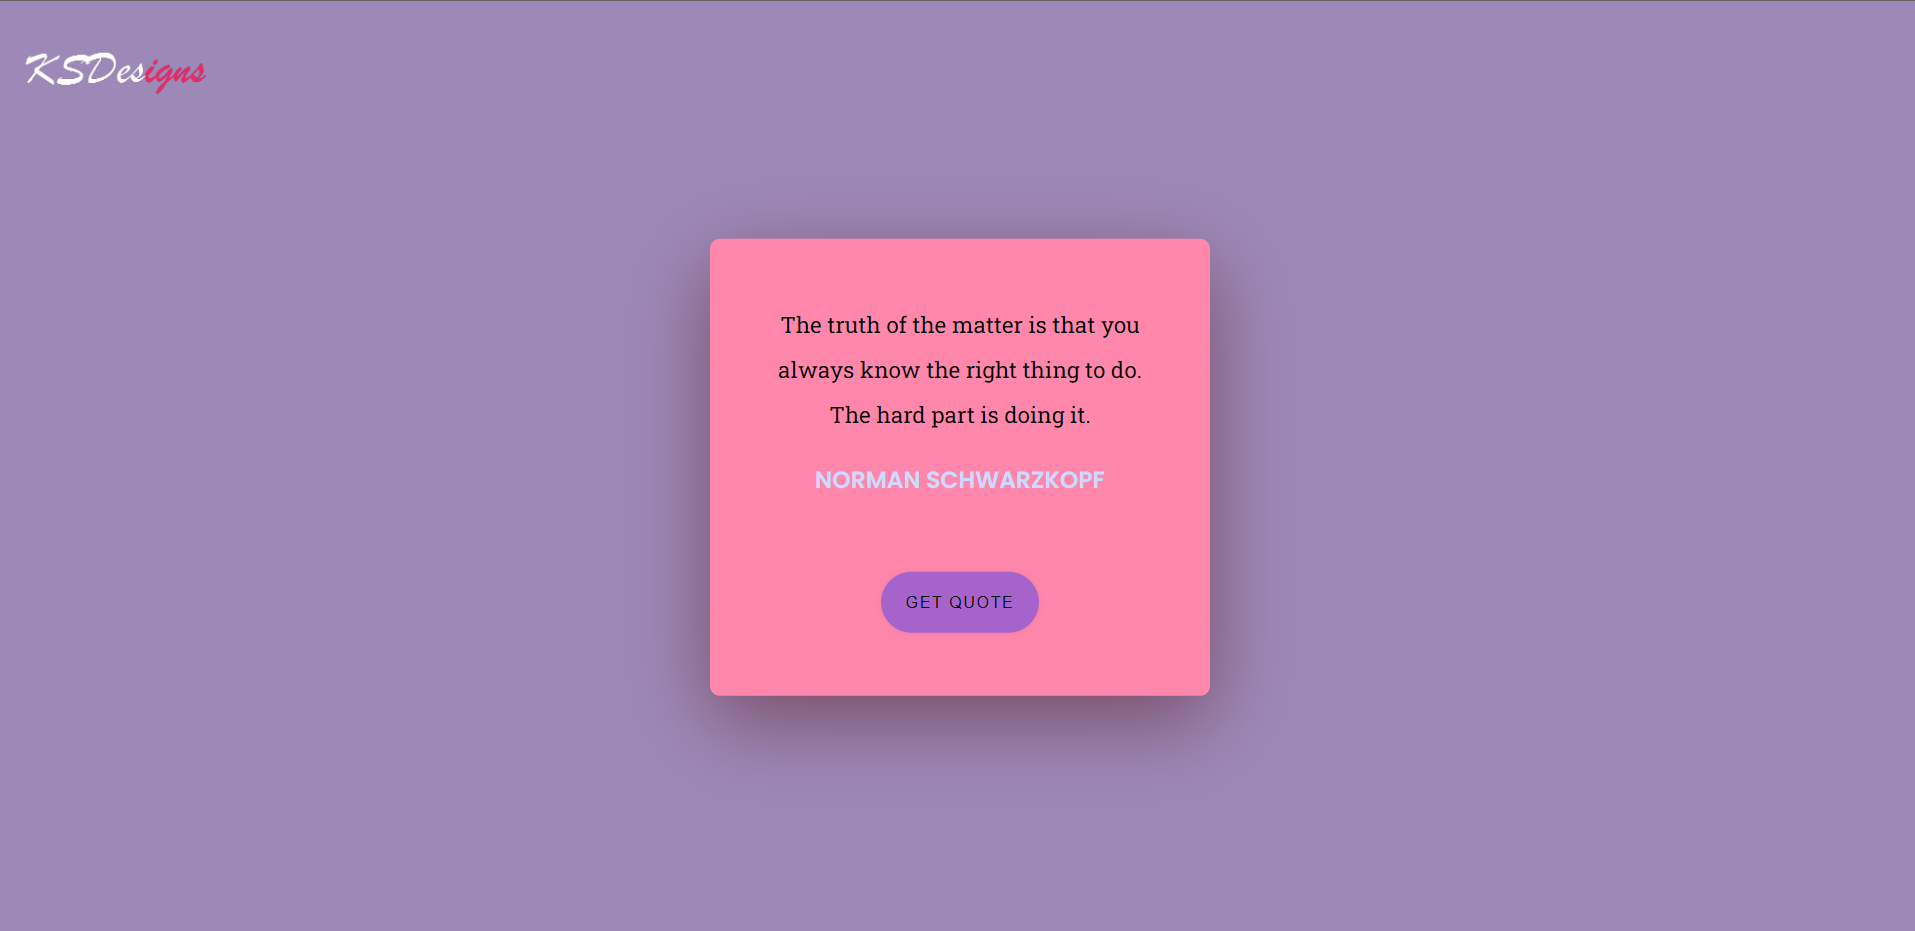 KSDesigns
The truth of the matter is that you
always know the right thing to do.
The hard part is doing it.
NORMAN SCHWARZKOPF
GET QUOTE